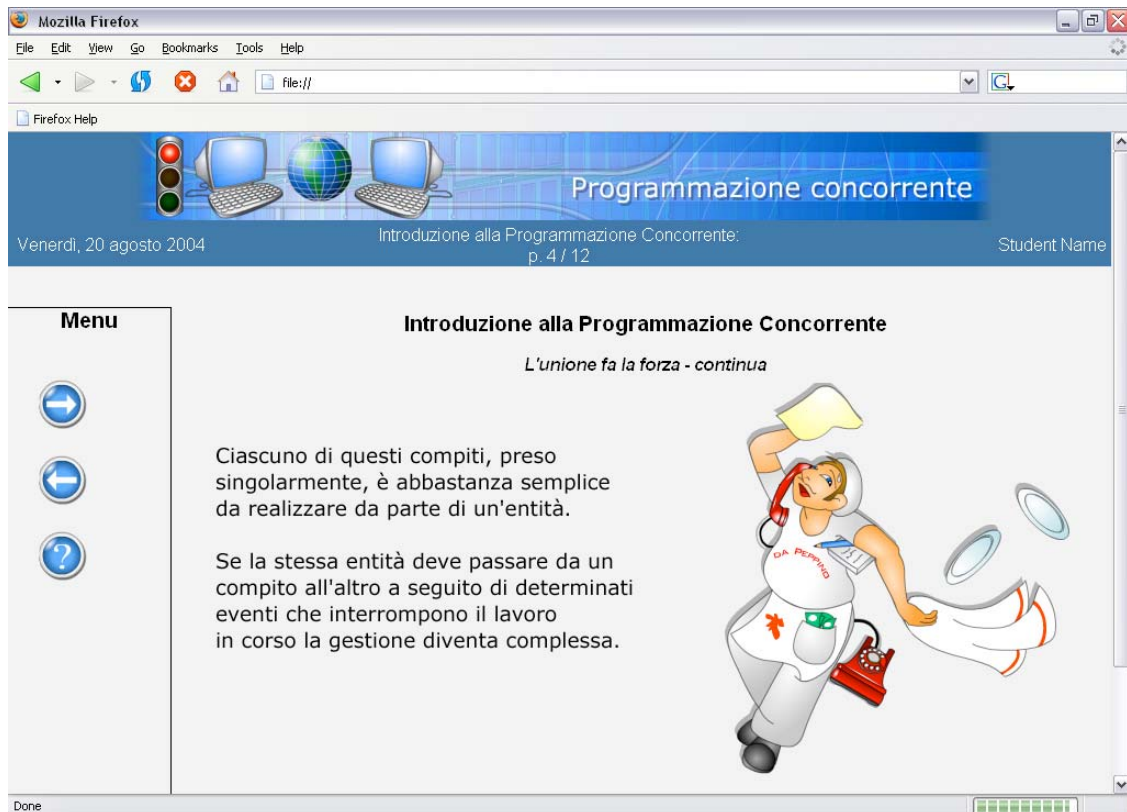 Mozilla Firefox
File Edit View Go Bookmarks Tools Help
file://
G
Firefox Help
Programmazione concorrente
Venerdì, 20 agosto 2004
Introduzione alla Programmazione Concorrente:
p. 4 / 12
Student Name
Menu
Introduzione alla Programmazione Concorrente
L'unione fa la forza - continua
?
Ciascuno di questi compiti, preso
singolarmente, è abbastanza semplice
da realizzare da parte di un'entità.
Se la stessa entità deve passare da un
compito all'altro a seguito di determinati
eventi che interrompono il lavoro
in corso la gestione diventa complessa.
DA PEPPINO
Done